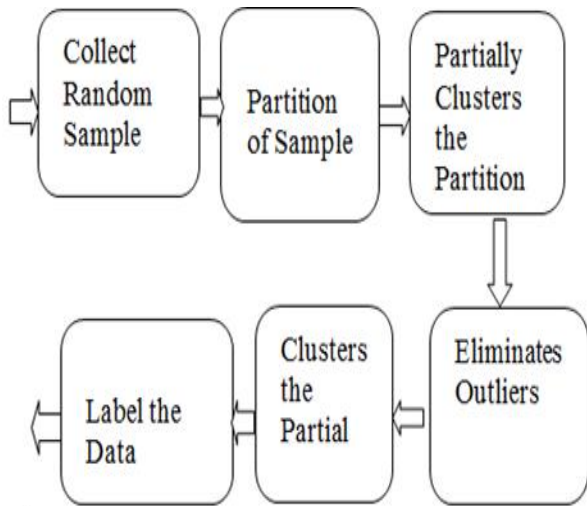 Collect
Random
Sample
Partition
of Sample
Partially
Clusters
the
Partition
Eliminates
Outliers
Clusters
the
Partial
Label the
Data